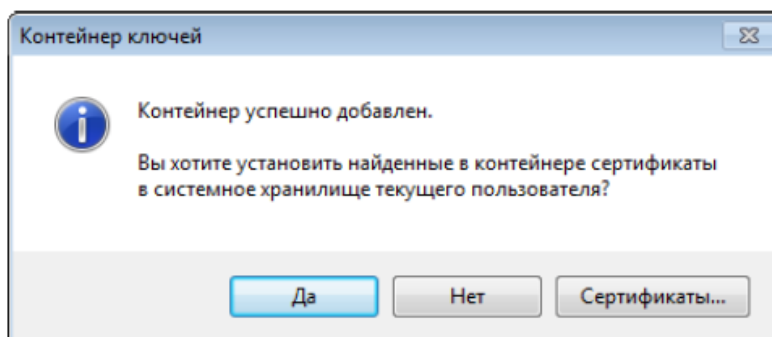 Контейнер ключей
Контейнер успешно добавлен.
Вы хотите установить найденные в контейнере сертификаты
в системное хранилище текущего пользователя?
Да
Нет
Сертификаты...